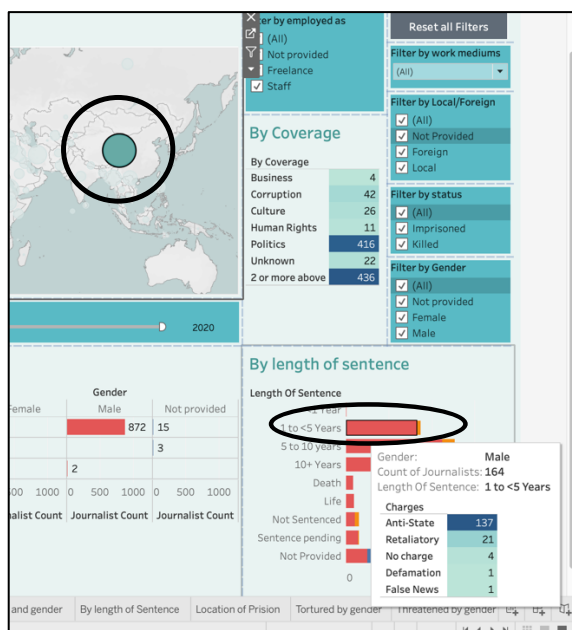 er by employed as
(All)
Not provided
Freelance
Staff
Reset all Filters
Filter by work mediums
(All)
Filter by Local/Foreign
(All)
Not Provided
Foreign
Local
Filter by status
(All)
Imprisoned
Killed
Filter by Gender
(All)
Not provided
Female
Male
By Coverage
By Coverage
Business 4
Corruption 42
Culture 26
Human Rights 11
Politics 416
Unknown 22
2 or more above 436
2020
Gender
Female Male Not provided
872 15
3
2
500 1000 0 500 1000 0 500 1000
nalist Count Journalist Count Journalist Count
By length of sentence
Length Of Sentence
<1 Year
1 to <5 Years
5 to 10 years
10+ Years
Death
Life
Not Sentenced
Sentence pending
Not Provided
0
Gender: Male
Count of Journalists: 164
Length Of Sentence: 1 to <5 Years
Charges
Anti-State 137
Retaliatory 21
No charge 4
Defamation 1
False News 1
and gender By length of Sentence Location of Prision Tortured by gender Threatened by gender